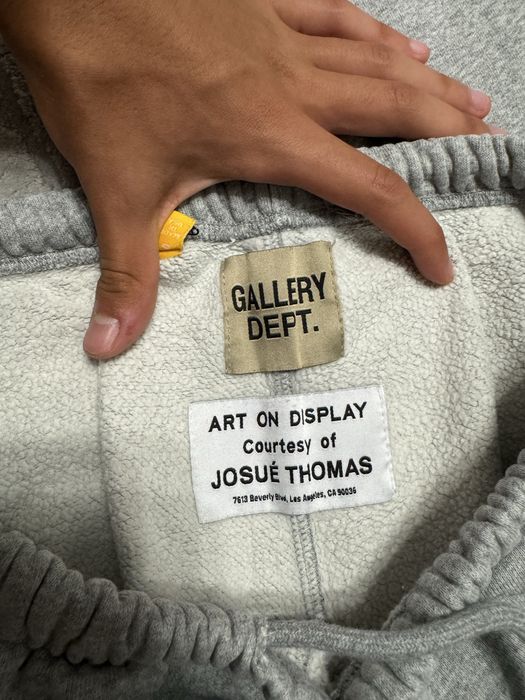 GALLERY
DEPT.
ART ON DISPLAY
Courtesy of
JOSUÉ THOMAS
7613 Beverly Blvd, Los Angeles, CA 90036